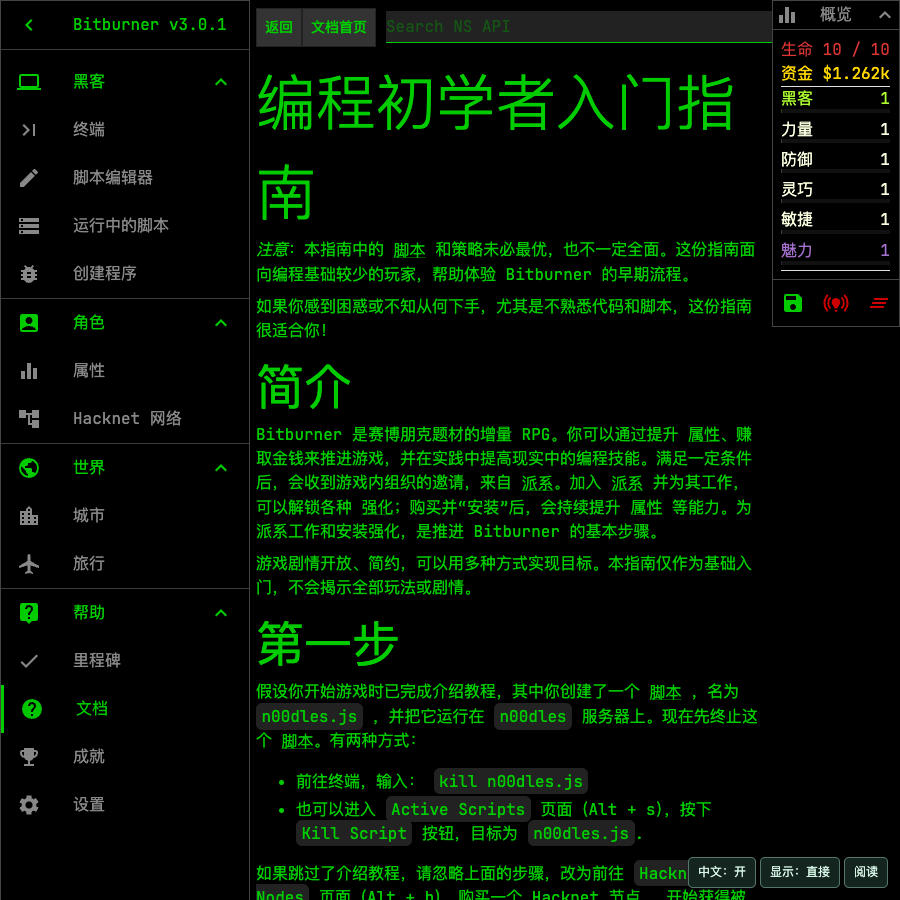 Bitburner v3.0.1
黑客
终端
脚本编辑器
运行中的脚本
创建程序
角色
属性
Hacknet 网络
世界
城市
旅行
帮助
里程碑
文档
成就
设置
返回
文档首页
Search NS API
编程初学者入门指
南
注意：本指南中的 脚本 和策略未必最优，也不一定全面。这份指南面
向编程基础较少的玩家，帮助体验 Bitburner 的早期流程。
如果你感到困惑或不知从何下手，尤其是不熟悉代码和脚本，这份指南
很适合你！
简介
Bitburner 是赛博朋克题材的增量 RPG。你可以通过提升 属性、赚
取金钱来推进游戏，并在实践中提高现实中的编程技能。满足一定条件
后，会收到游戏内组织的邀请，来自 派系。加入 派系 并为其工作，
可以解锁各种 强化；购买并“安装”后，会持续提升 属性 等能力。为
派系工作和安装强化，是推进 Bitburner 的基本步骤。
游戏剧情开放、简约，可以用多种方式实现目标。本指南仅作为基础入
门，不会揭示全部玩法或剧情。
第一步
假设你开始游戏时已完成介绍教程，其中你创建了一个 脚本 ，名为
n00dles.js ，并把它运行在 n00dles 服务器上。现在先终止这
个 脚本。有两种方式：
• 前往终端，输入： kill n00dles.js
• 也可以进入 Active Scripts 页面（Alt + s），按下
Kill Script 按钮，目标为 n00dles.js.
如果跳过了介绍教程，请忽略上面的步骤，改为前往 Hackn
Nodes 页面（Alt + h），购买一个 Hacknet 节点 ，开始获得被
概览
生命 10 / 10
资金 $1.262k
黑客 1
力量 1
防御 1
灵巧 1
敏捷 1
魅力 1
中文：开
显示：直接
阅读